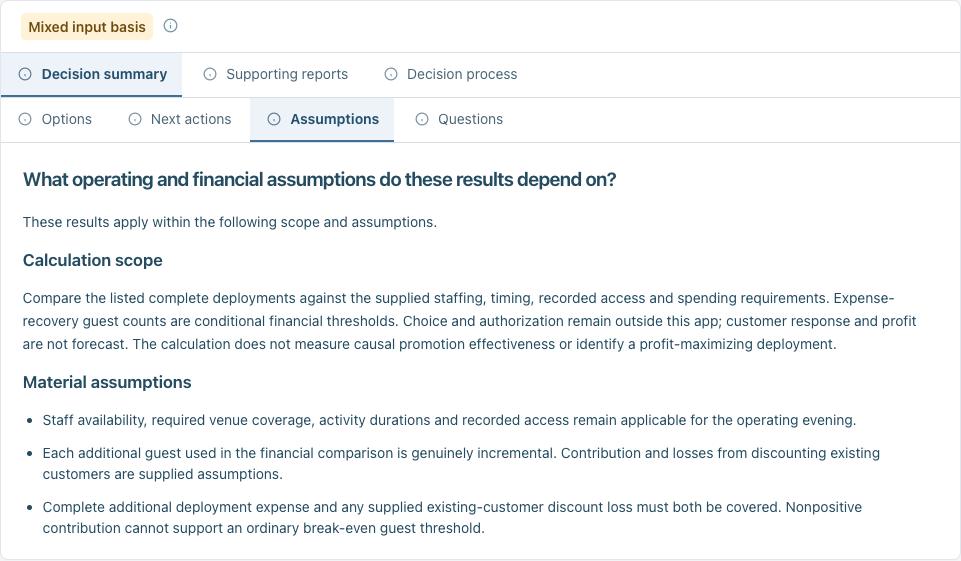 Mixed input basis
Decision summary
Supporting reports
Decision process
Options
Next actions
Assumptions
Questions
What operating and financial assumptions do these results depend on?
These results apply within the following scope and assumptions.
Calculation scope
Compare the listed complete deployments against the supplied staffing, timing, recorded access and spending requirements. Expense-
recovery guest counts are conditional financial thresholds. Choice and authorization remain outside this app; customer response and profit
are not forecast. The calculation does not measure causal promotion effectiveness or identify a profit-maximizing deployment.
Material assumptions
Staff availability, required venue coverage, activity durations and recorded access remain applicable for the operating evening.
Each additional guest used in the financial comparison is genuinely incremental. Contribution and losses from discounting existing
customers are supplied assumptions.
Complete additional deployment expense and any supplied existing-customer discount loss must both be covered. Nonpositive
contribution cannot support an ordinary break-even guest threshold.